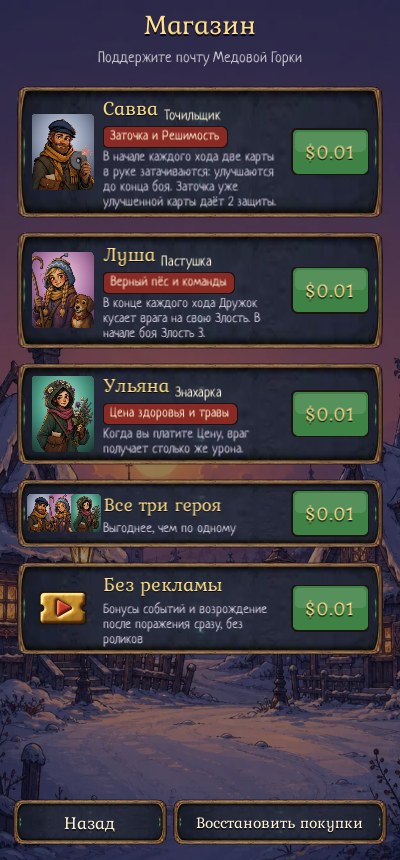 Магазин
Поддержите почту Медовой Горки
Савва Точильщик
Заточка и Решимость
В начале каждого хода две карты
в руке затачиваются: улучшаются
до конца боя. Заточка уже
улучшенной карты даёт 2 защиты.
$0.01
Луша Пастушка
Верный пёс и команды
В конце каждого хода Дружок
кусает врага на свою Злость. В
начале боя Злость 3.
$0.01
Ульяна Знахарка
Цена здоровья и травы
Когда вы платите Цену, враг
получает столько же урона.
$0.01
Все три героя
Выгоднее, чем по одному
$0.01
Без рекламы
Бонусы событий и возрождение
после поражения сразу, без
роликов
$0.01
Назад
Восстановить покупки